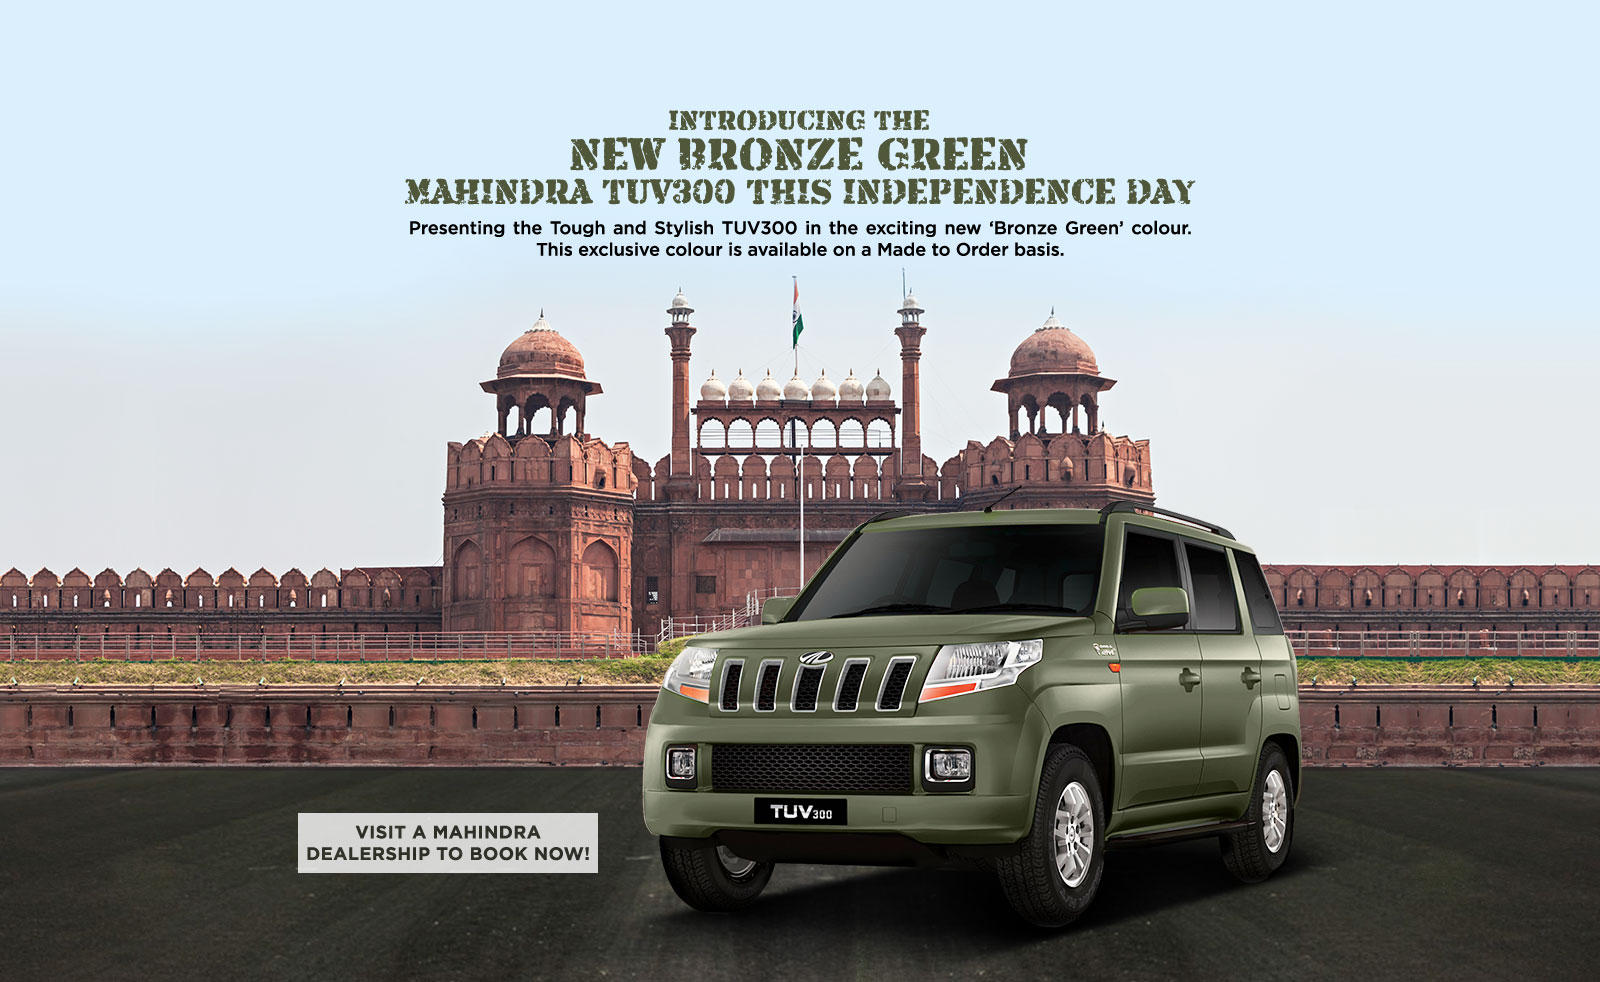 INTRODUCING THE
NEW BRONZE GREEN
MAHINDRA TUV300 THIS INDEPENDENCE DAY
Presenting the Tough and Stylish TUV300 in the exciting new ‘Bronze Green’ colour.
This exclusive colour is available on a Made to Order basis.
TUV300
VISIT A MAHINDRA
DEALERSHIP TO BOOK NOW!